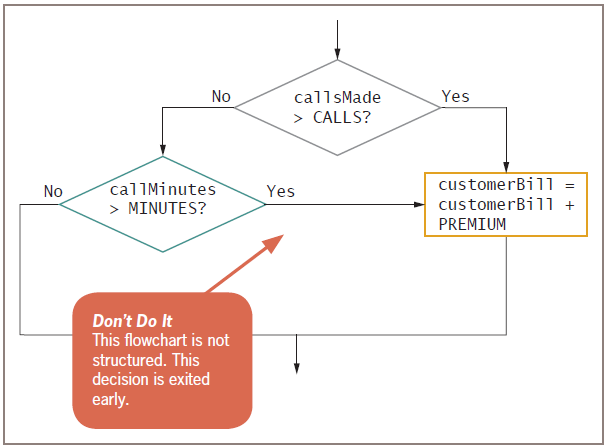 No
callsMade
> CALLS?
Yes
No
callMinutes
> MINUTES?
Yes
customerBill =
customerBill +
PREMIUM
Don't Do It
This flowchart is not
structured. This
decision is exited
early.